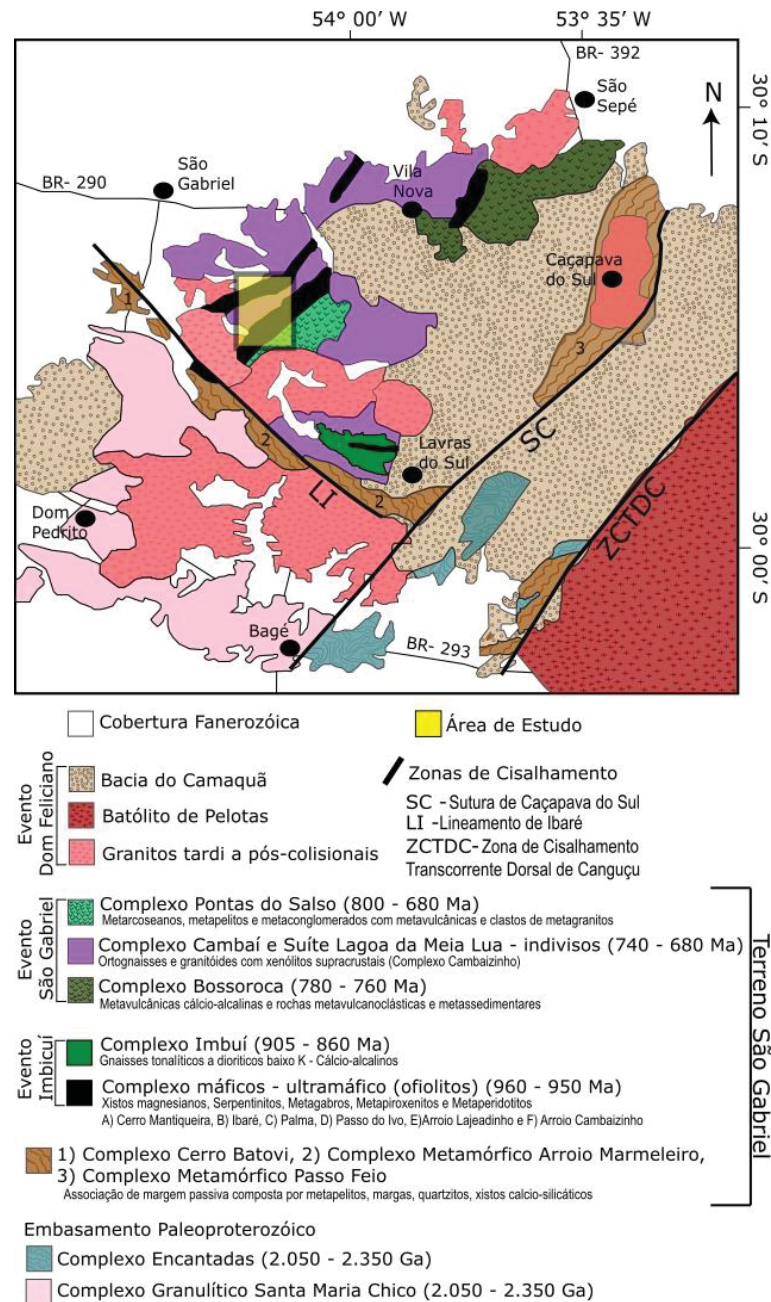 54° 00' W
53° 35' W
BR- 392
São
Sepé
30° 10' S
N
São
Gabriel
Vila
Nova
BR- 290
Caçapava
do Sul
1
3
2
SC
Lavras
do Sul
2
LI
ZCTDC
Dom
Pedrito
30° 00' S
Bagé
BR- 293
Cobertura Fanerozóica
Área de Estudo
Evento
Dom Feliciano
Bacia do Camaquã
Batólito de Pelotas
Granitos tardi a pós-colisionais
Zonas de Cisalhamento
SC -Sutura de Caçapava do Sul
LI -Lineamento de Ibaré
ZCTDC- Zona de Cisalhamento
Transcorrente Dorsal de Canguçu
Evento
São Gabriel
Complexo Pontas do Salso (800 - 680 Ma)
Metarcoseanos, metapelitos e metaconglomerados com metavulcânicas e clastos de metagranitos
Complexo Cambaí e Suíte Lagoa da Meia Lua - indivisos (740 - 680 Ma)
Ortognaisses e granitóides com xenólitos supracrustais (Complexo Cambaizinho)
Complexo Bossoroca (780 - 760 Ma)
Metavulcânicas cálcio-alcalinas e rochas metavulcanoclásticas e metassedimentares
Evento
Imbicuí
Complexo Imbuí (905 - 860 Ma)
Gnaisses tonalíticos a dioriticos baixo K - Cálcio-alcalinos
Complexo máficos - ultramáfico (ofiolitos) (960 - 950 Ma)
Xistos magnesianos, Serpentinitos, Metagabros, Metapiroxenitos e Metaperidotitos
A) Cerro Mantiqueira, B) Ibaré, C) Palma, D) Passo do Ivo, E)Arroio Lajeadinho e F) Arroio Cambaizinho
Terreno São Gabriel
1) Complexo Cerro Batovi, 2) Complexo Metamórfico Arroio Marmeleiro,
3) Complexo Metamórfico Passo Feio
Associação de margem passiva composta por metapelitos, margas, quartzitos, xistos calcio-silicáticos
Embasamento Paleoproterozóico
Complexo Encantadas (2.050 - 2.350 Ga)
Complexo Granulítico Santa Maria Chico (2.050 - 2.350 Ga)